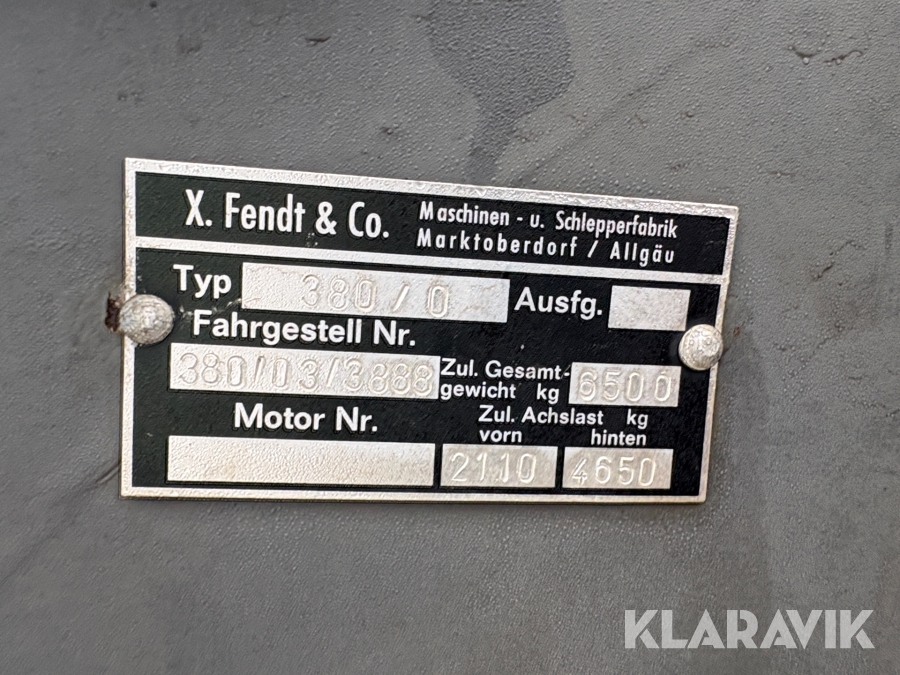 X. Fendt & Co. Maschinen - u. Schlepperfabrik
Marktoberdorf / Allgäu
Typ 380/0 Ausfg.
Fahrgestell Nr.
380/03/3888 Zul. Gesamt-
gewicht kg 6500
Motor Nr. Zul. Achslast kg
vorn hinten
2110 4650
KLARAVIK